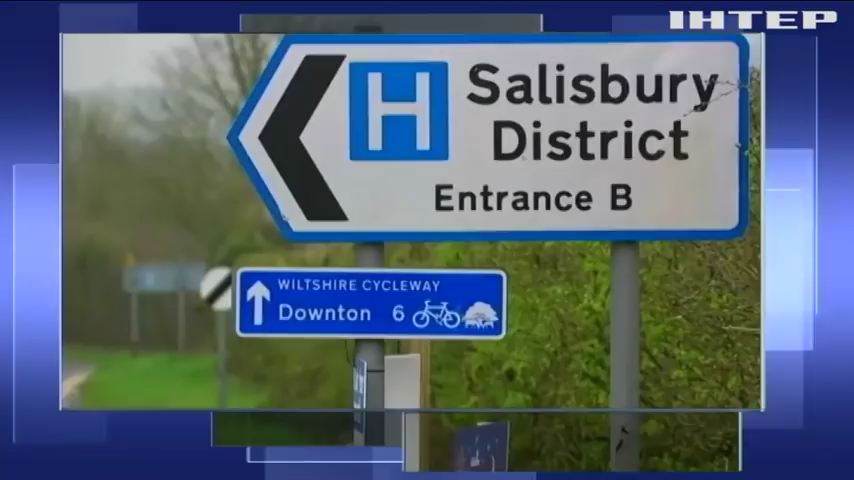 ІНТЕР
H
Salisbury
District
Entrance B
WILTSHIRE CYCLEWAY
Downton 6